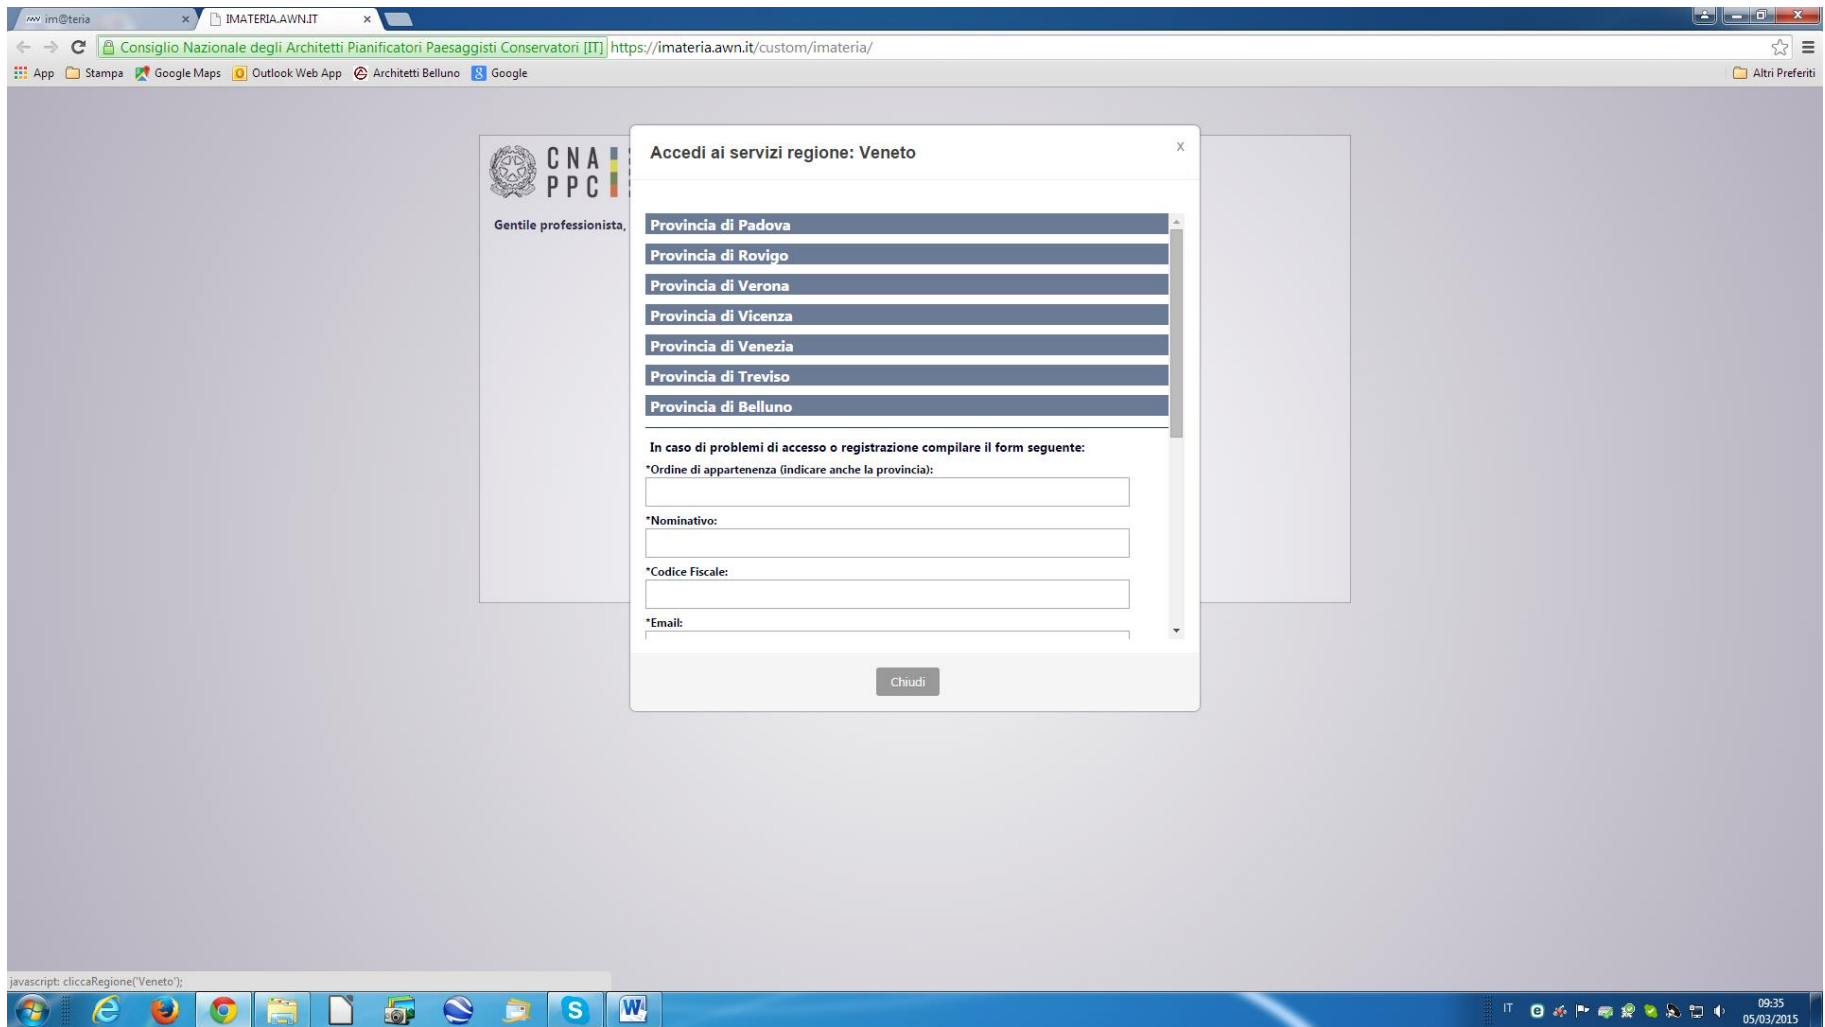 im@teria
IMATERIA.AWN.IT
Consiglio Nazionale degli Architetti Pianificatori Paesaggisti Conservatori [IT] https://imateria.awn.it/custom/imateria/
App Stampa Google Maps Outlook Web App Architetti Belluno Google Altri Preferiti
CNA
PPC
Gentile professionista,
Accedi ai servizi regione: Veneto
x
Provincia di Padova
Provincia di Rovigo
Provincia di Verona
Provincia di Vicenza
Provincia di Venezia
Provincia di Treviso
Provincia di Belluno
In caso di problemi di accesso o registrazione compilare il form seguente:
*Ordine di appartenenza (indicare anche la provincia):
*Nominativo:
*Codice Fiscale:
*Email:
Chiudi
javascript: cliccaRegione('Veneto');
IT
09:35
05/03/2015